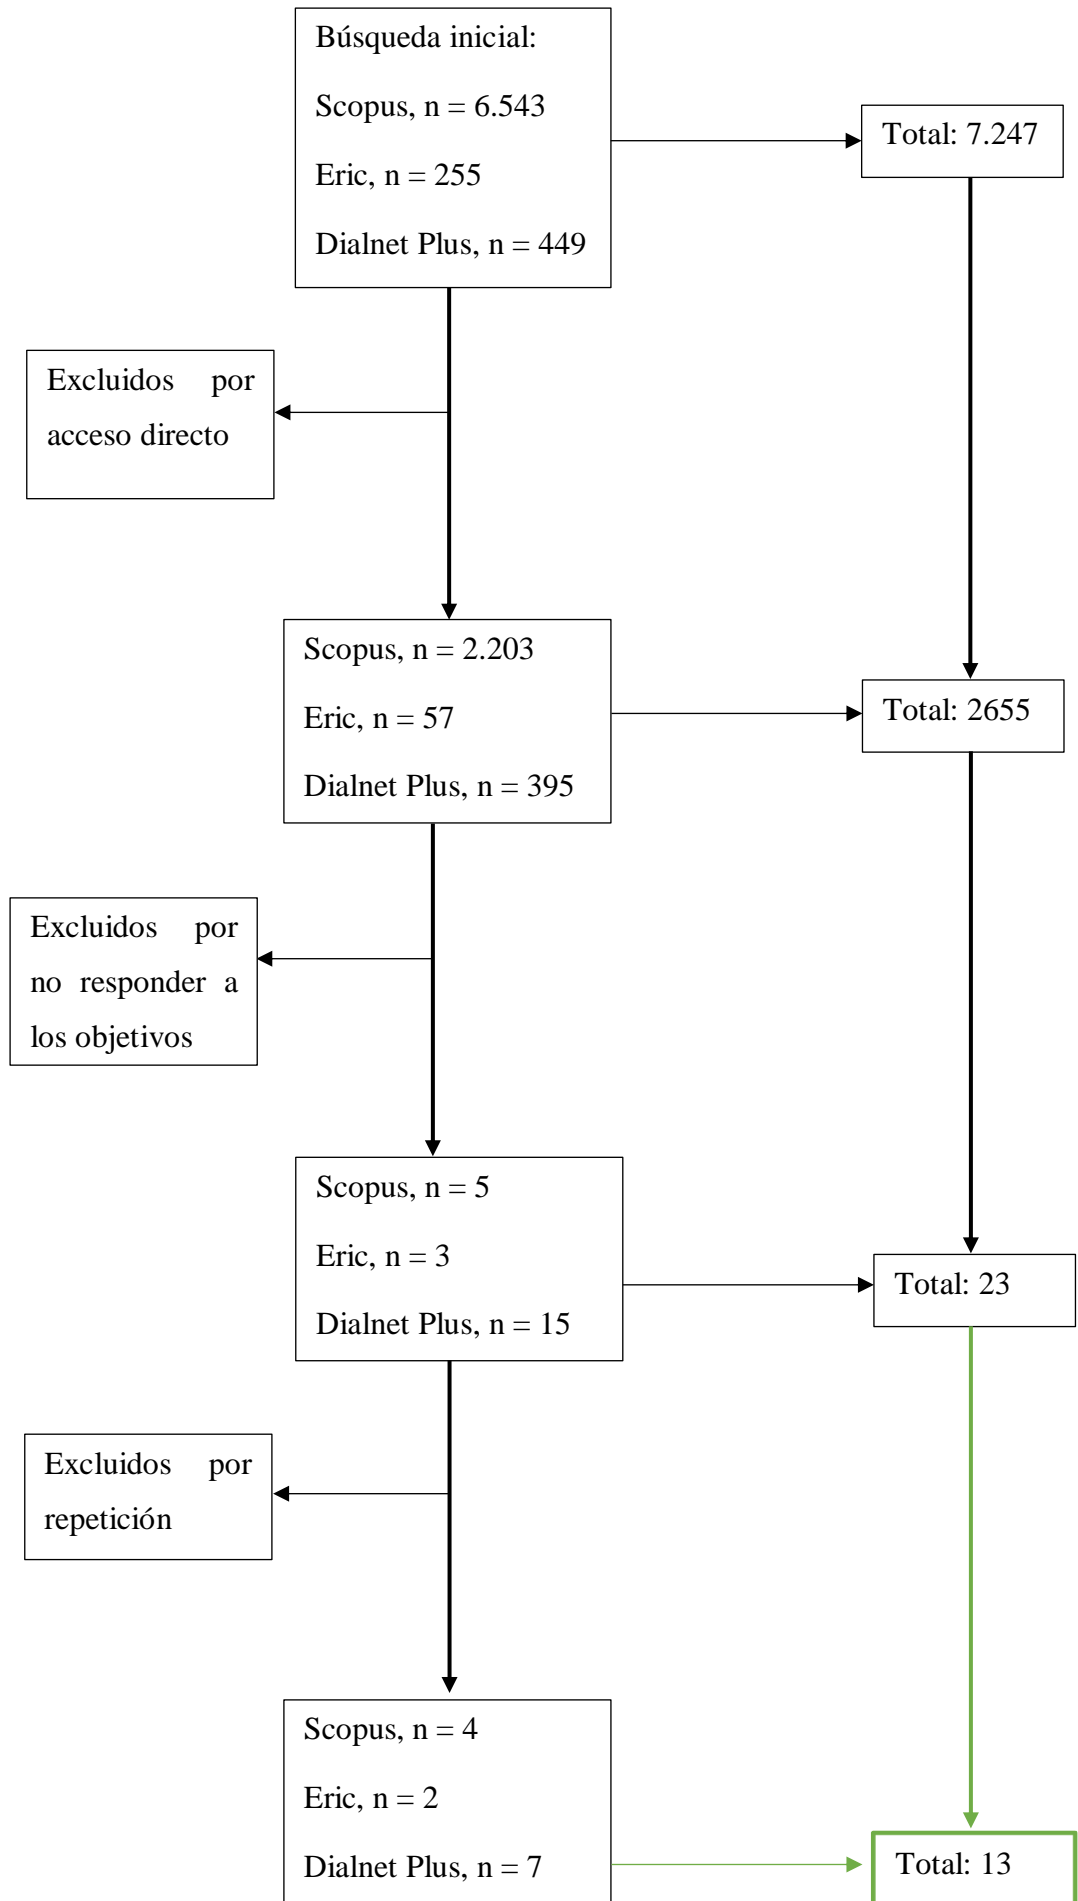 Búsqueda inicial:
Scopus, n = 6.543
Eric, n = 255
Dialnet Plus, n = 449
Total: 7.247
Excluidos por
acceso directo
Scopus, n = 2.203
Eric, n = 57
Dialnet Plus, n = 395
Total: 2655
Excluidos por
no responder a
los objetivos
Scopus, n = 5
Eric, n = 3
Dialnet Plus, n = 15
Total: 23
Excluidos por
repetición
Scopus, n = 4
Eric, n = 2
Dialnet Plus, n = 7
Total: 13